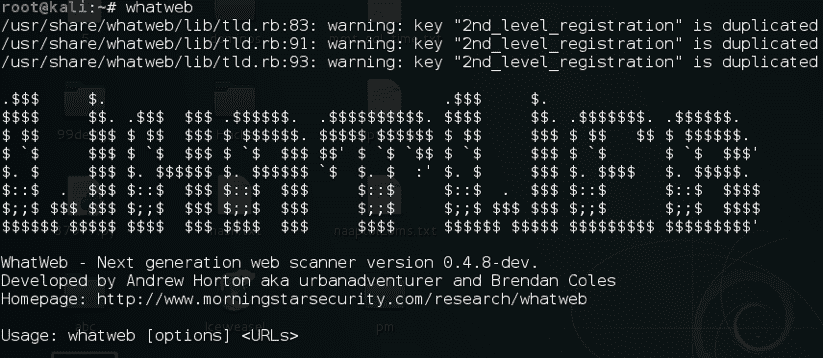 root@kali:~# whatweb
/usr/share/whatweb/lib/tld.rb:83: warning: key "2nd_level_registration" is duplicated
/usr/share/whatweb/lib/tld.rb:91: warning: key "2nd_level_registration" is duplicated
/usr/share/whatweb/lib/tld.rb:93: warning: key "2nd_level_registration" is duplicated
.$$$     $.                                   .$$$     $.
$$$$     $$. .$$$  $$$ .$$$$$$.  .$$$$$$$$$$. $$$$     $$. .$$$$$$$. .$$$$$$.
$ $$     $$$ $ $$  $$$ $ $$$$$$. $$$$$ $$$$$$ $ $$     $$$ $ $$   $$ $ $$$$$$.
$ `$     $$$ $ `$  $$$ $ `$  $$$ $$' $ `$ `$$ $ `$     $$$ $ `$      $ `$  $$$'
$. $     $$$ $. $$$$$$ $. $$$$$$ `$  $. $  :' $. $     $$$ $. $$$$   $. $$$$$.
$::$  .  $$$ $::$  $$$ $::$  $$$     $::$     $::$  .  $$$ $::$      $::$  $$$$
$;;$ $$$ $$$ $;;$  $$$ $;;$  $$$     $;;$     $;;$ $$$ $$$ $;;$      $;;$  $$$$
$$$$$$ $$$$$ $$$$  $$$ $$$$  $$$     $$$$     $$$$$$ $$$$$ $$$$$$$$$ $$$$$$$$$'
WhatWeb - Next generation web scanner version 0.4.8-dev.
Developed by Andrew Horton aka urbanadventurer and Brendan Coles
Homepage: http://www.morningstarsecurity.com/research/whatweb
Usage: whatweb [options] <URLs>
abc
Iceweasel
pm